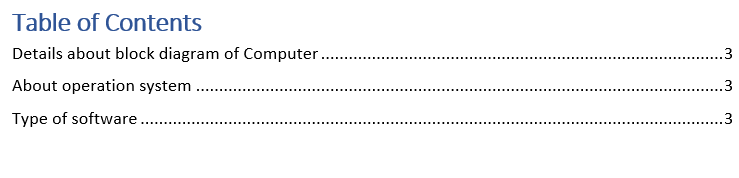 Table of Contents
Details about block diagram of Computer........................................................................................3
About operation system ....................................................................................................................3
Type of software ................................................................................................................................3